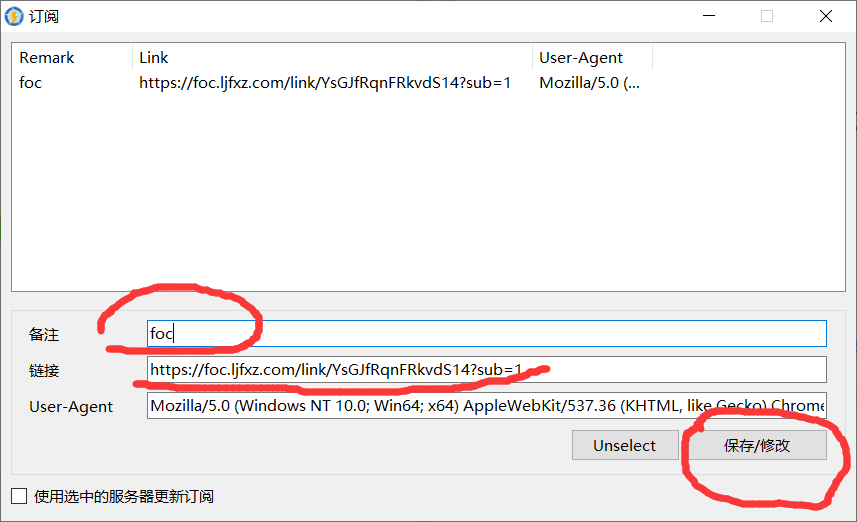 订阅
Remark Link User-Agent
foc https://foc.ljfxz.com/link/YsGJfRqnFRkvdS14?sub=1 Mozilla/5.0 (...
备注 foc
链接 https://foc.ljfxz.com/link/YsGJfRqnFRkvdS14?sub=1
User-Agent Mozilla/5.0 (Windows NT 10.0; Win64; x64) AppleWebKit/537.36 (KHTML, like Gecko) Chrome
Unselect 保存/修改
使用选中的服务器更新订阅